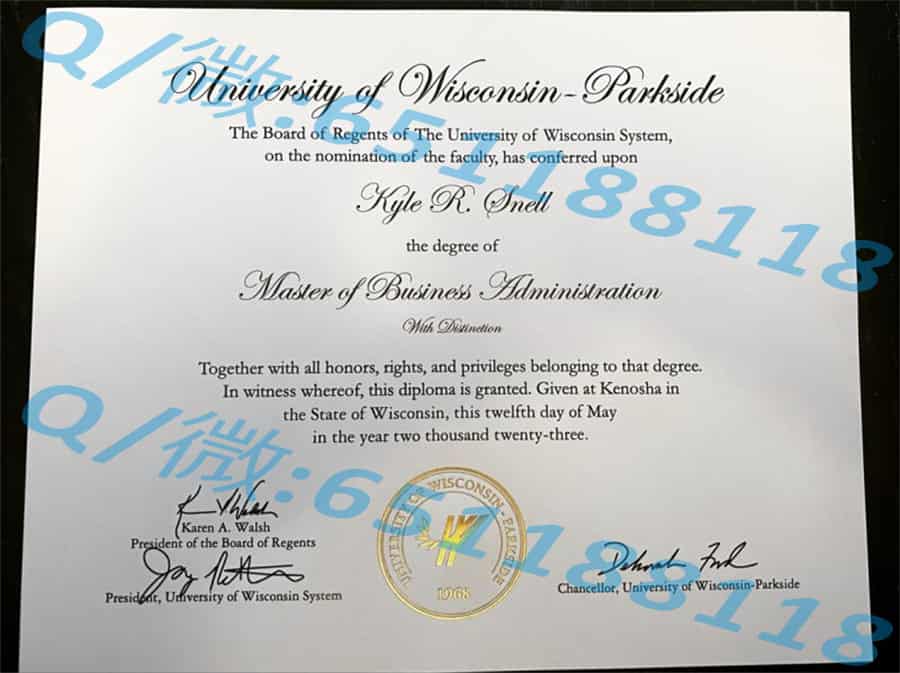 University of Wisconsin-Parkside
The Board of Regents of The University of Wisconsin System,
on the nomination of the faculty, has conferred upon
Kyle R. Snell
the degree of
Master of Business Administration
With Distinction
Together with all honors, rights, and privileges belonging to that degree.
In witness whereof, this diploma is granted. Given at Kenosha in
the State of Wisconsin, this twelfth day of May
in the year two thousand twenty-three.
Karen A. Walsh
President of the Board of Regents
President, University of Wisconsin System
UNIVERSITY OF WISCONSIN-PARKSIDE
1968
Chancellor, University of Wisconsin-Parkside
Q/微:651188118
Q/微:651188118